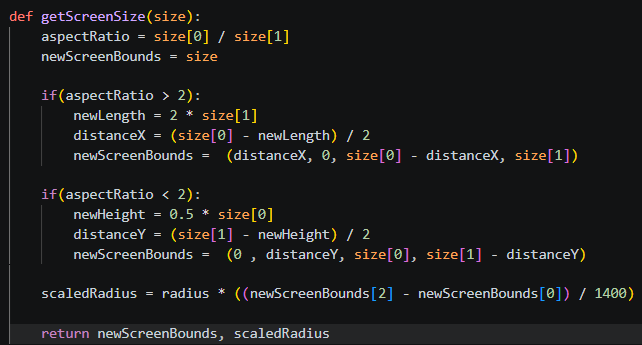 def getScreenSize(size):
    aspectRatio = size[0] / size[1]
    newScreenBounds = size

    if(aspectRatio > 2):
        newLength = 2 * size[1]
        distanceX = (size[0] - newLength) / 2
        newScreenBounds =  (distanceX, 0, size[0] - distanceX, size[1])

    if(aspectRatio < 2):
        newHeight = 0.5 * size[0]
        distanceY = (size[1] - newHeight) / 2
        newScreenBounds =  (0 , distanceY, size[0], size[1] - distanceY)

    scaledRadius = radius * ((newScreenBounds[2] - newScreenBounds[0]) / 1400)

    return newScreenBounds, scaledRadius